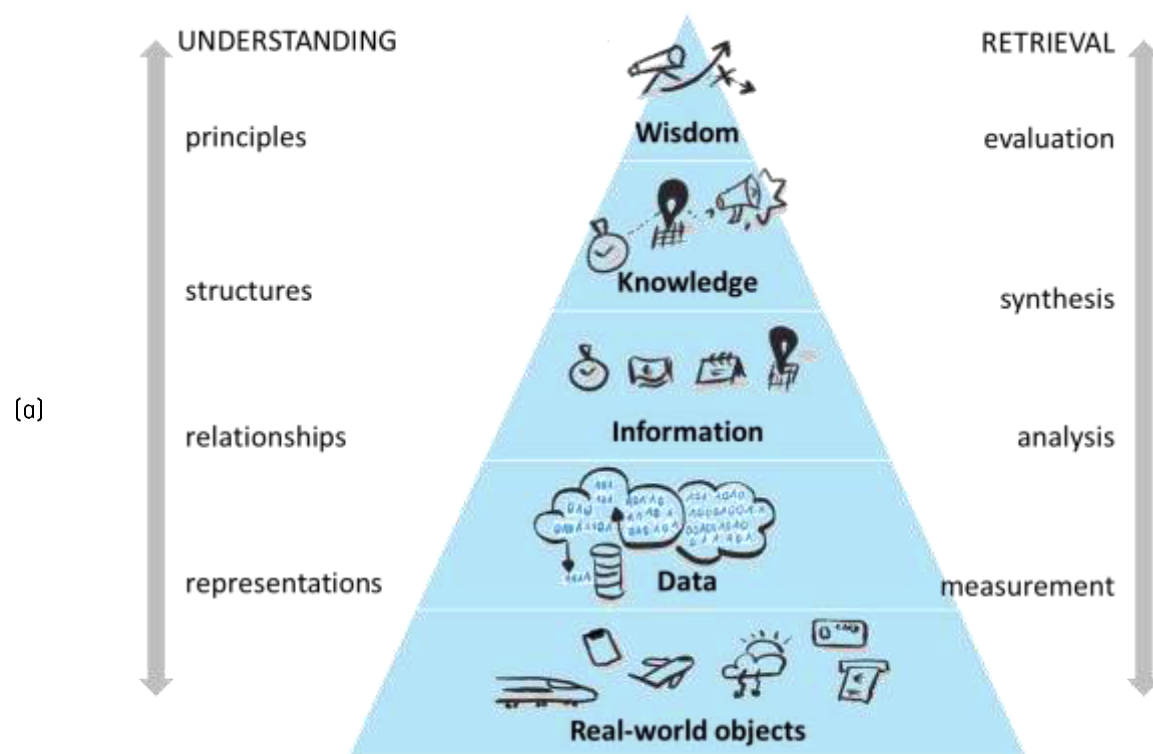 UNDERSTANDING
RETRIEVAL
principles
Wisdom
evaluation
structures
Knowledge
synthesis
(a)
relationships
Information
analysis
representations
Data
measurement
Real-world objects